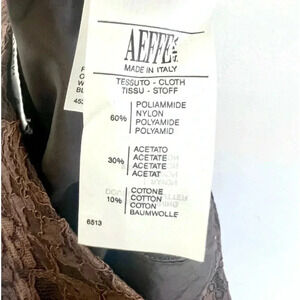 AEFFE
MADE IN ITALY
TESSUTO - CLOTH
TISSU - STOFF
60%
POLIAMMIDE
NYLON
POLYAMIDE
POLYAMID
30%
ACETATO
ACETATE
ACETATE
ACETAT
10%
COTONE
COTTON
COTON
BAUMWOLLE
6513